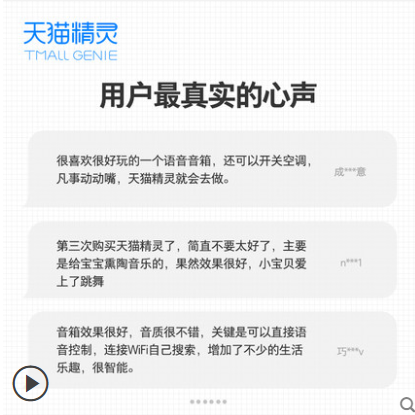 天猫精灵
TMALL GENIE
用户最真实的心声
很喜欢很好玩的一个语音音箱，还可以开关空调，
凡事动动嘴，天猫精灵就会去做。
成***意
第三次购买天猫精灵了，简直不要太好了，主要
是给宝宝熏陶音乐的，果然效果很好，小宝贝爱
上了跳舞
n***1
音箱效果很好，音质很不错，关键是可以直接语
音控制，连接WiFi自己搜索，增加了不少的生活
乐趣，很智能。
巧***v